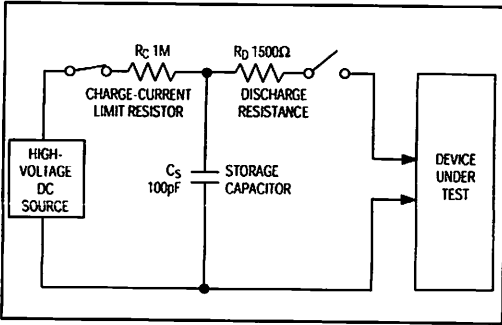 RC 1M
CHARGE-CURRENT
LIMIT RESISTOR
RD 1500Ω
DISCHARGE
RESISTANCE
HIGH-
VOLTAGE
DC
SOURCE
CS
100pF
STORAGE
CAPACITOR
DEVICE
UNDER
TEST